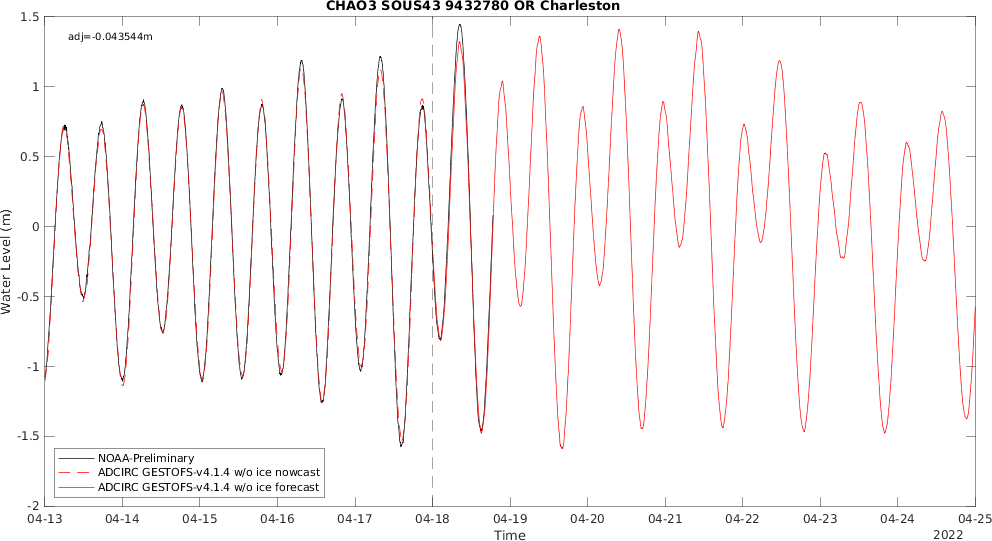 CHAO3 SOUS43 9432780 OR Charleston
adj=-0.043544m
1.5
1
0.5
0
-0.5
-1
-1.5
-2
Water Level (m)
NOAA-Preliminary
ADCIRC GESTOFS-v4.1.4 w/o ice nowcast
ADCIRC GESTOFS-v4.1.4 w/o ice forecast
04-13 04-14 04-15 04-16 04-17 04-18 04-19 04-20 04-21 04-22 04-23 04-24 04-25
Time
2022